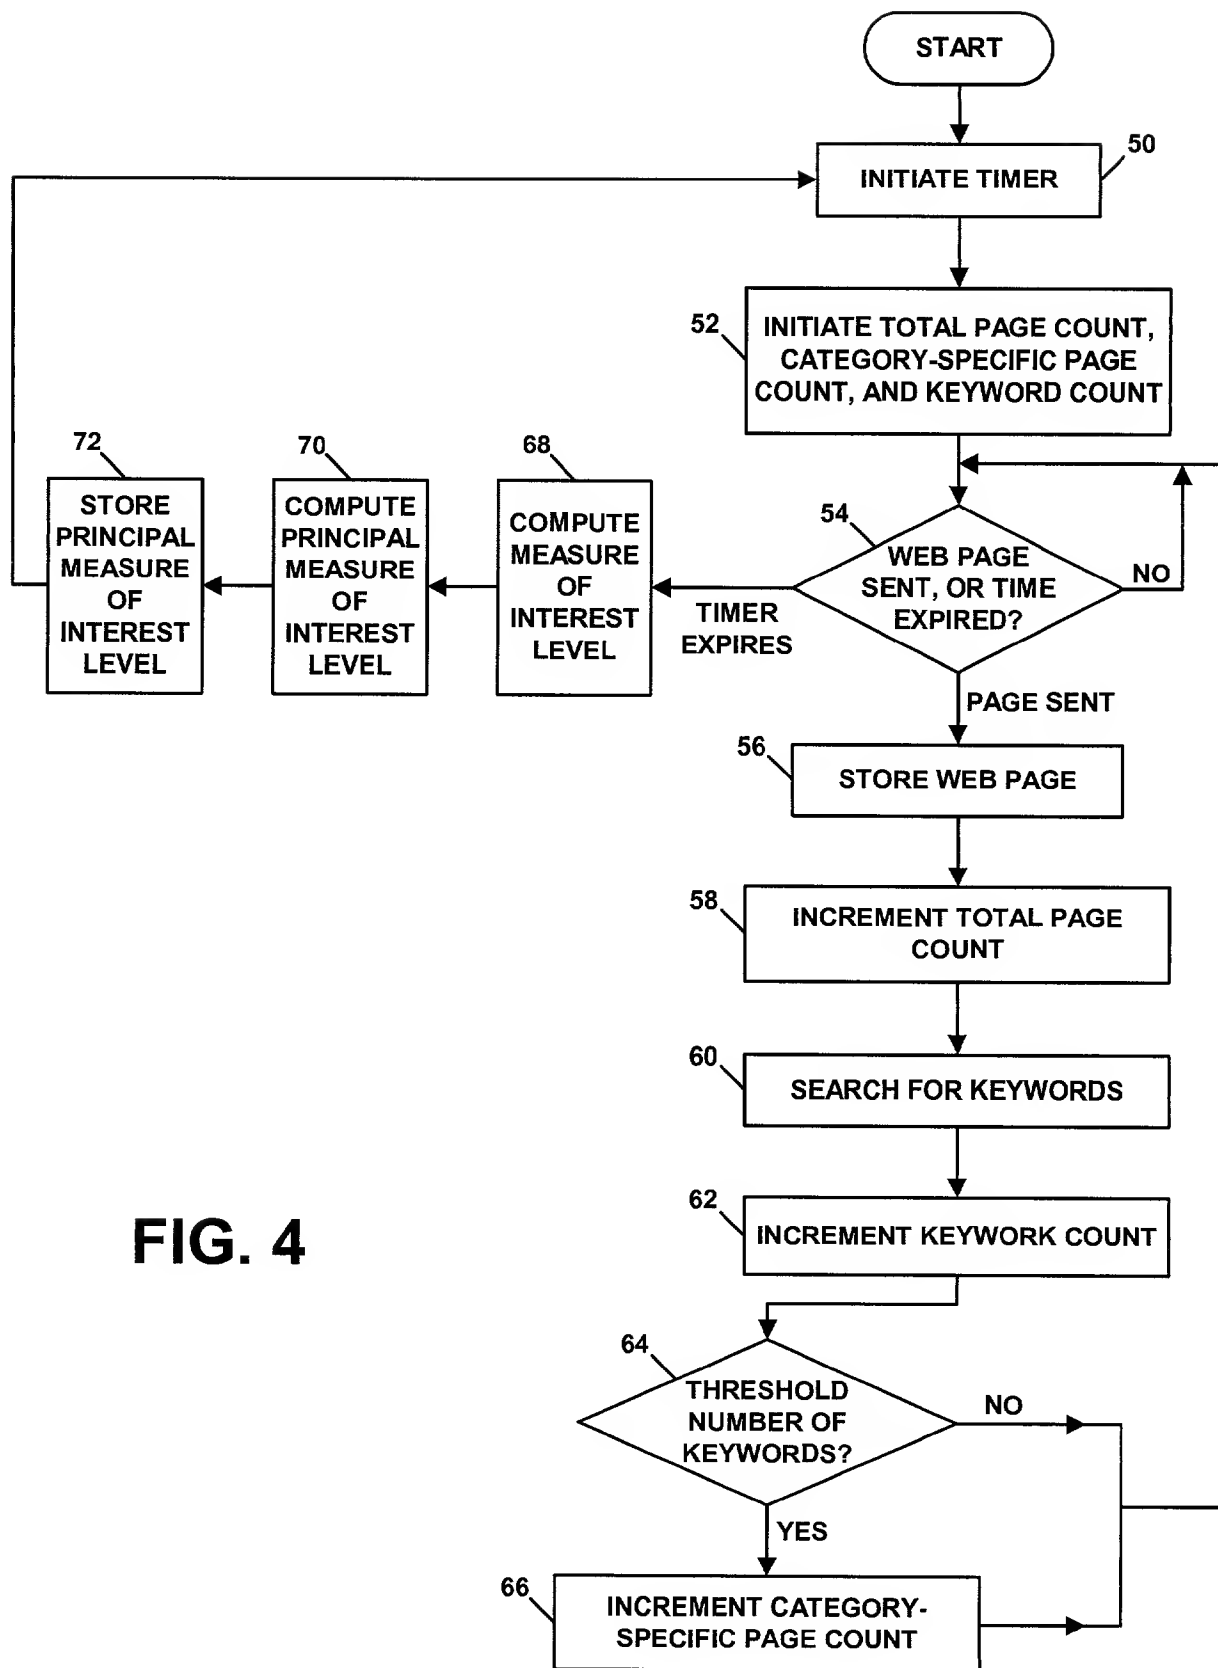 START
50
INITIATE TIMER
52
INITIATE TOTAL PAGE COUNT,
CATEGORY-SPECIFIC PAGE
COUNT, AND KEYWORD COUNT
54
WEB PAGE
SENT, OR TIME
EXPIRED?
NO
TIMER
EXPIRES
68
COMPUTE
MEASURE
OF
INTEREST
LEVEL
70
COMPUTE
PRINCIPAL
MEASURE
OF
INTEREST
LEVEL
72
STORE
PRINCIPAL
MEASURE
OF
INTEREST
LEVEL
PAGE SENT
56
STORE WEB PAGE
58
INCREMENT TOTAL PAGE
COUNT
60
SEARCH FOR KEYWORDS
62
INCREMENT KEYWORK COUNT
FIG. 4
64
THRESHOLD
NUMBER OF
KEYWORDS?
NO
YES
66
INCREMENT CATEGORY-
SPECIFIC PAGE COUNT